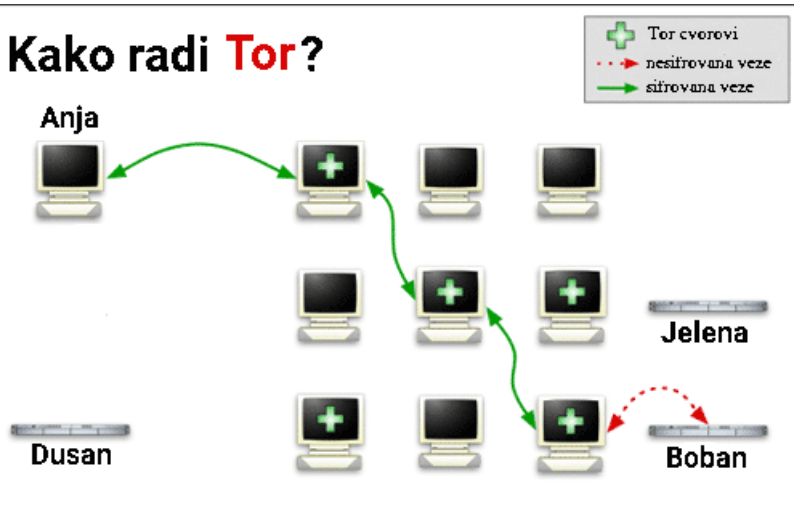 Kako radi Tor?
Tor cvorovi
nesifrovana veze
sifrovana veze
Anja
Jelena
Dusan
Boban